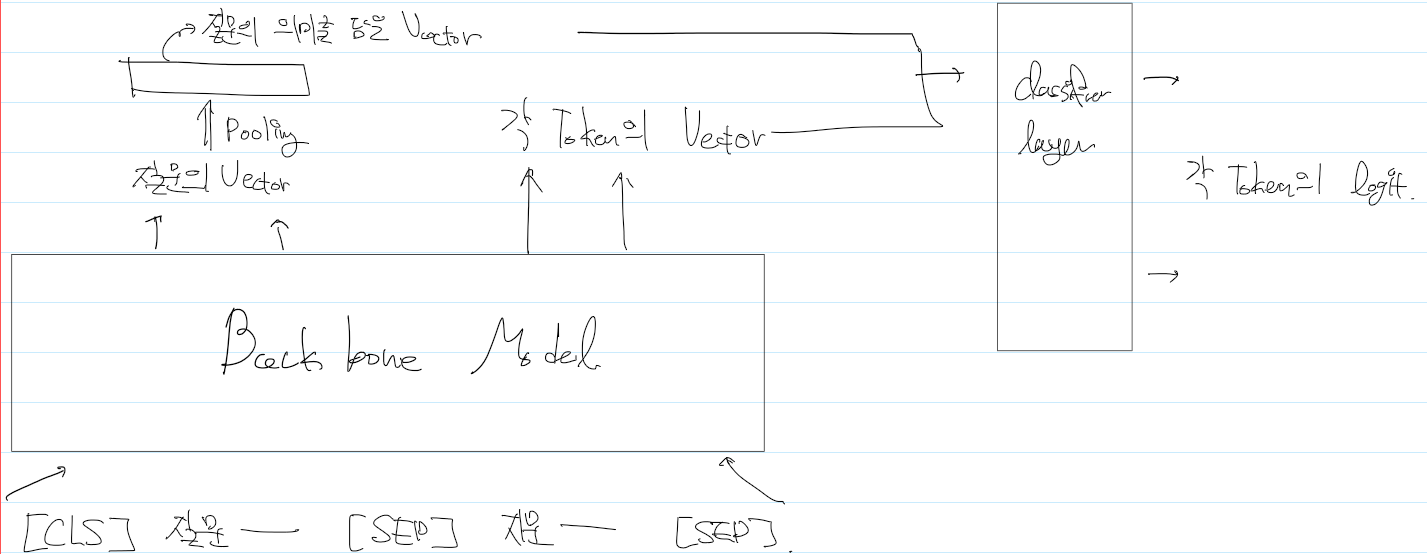 질문의 의미를 담은 Vector
Pooling
질문의 Vector
각 Token의 Vector
Classifier
layer
각 Token의 logit.
Backbone Model
[CLS] 질문 — [SEP] 지문 — [SEP].